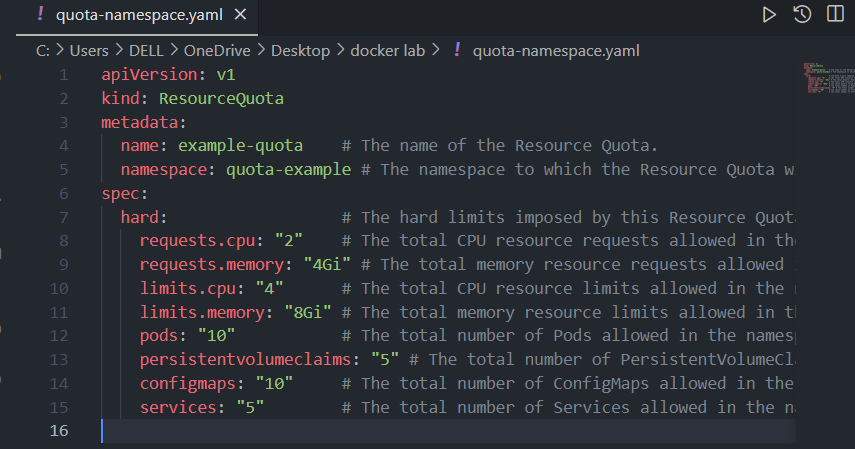 ! quota-namespace.yaml ×
C: > Users > DELL > OneDrive > Desktop > docker lab > ! quota-namespace.yaml
1 apiVersion: v1
2 kind: ResourceQuota
3 metadata:
4 name: example-quota # The name of the Resource Quota.
5 namespace: quota-example # The namespace to which the Resource Quota w
6 spec:
7 hard: # The hard limits imposed by this Resource Quota
8 requests.cpu: "2" # The total CPU resource requests allowed in the
9 requests.memory: "4Gi" # The total memory resource requests allowed
10 limits.cpu: "4" # The total CPU resource limits allowed in the
11 limits.memory: "8Gi" # The total memory resource limits allowed in th
12 pods: "10" # The total number of Pods allowed in the namesp
13 persistentvolumeclaims: "5" # The total number of PersistentVolumeCl
14 configmaps: "10" # The total number of ConfigMaps allowed in the
15 services: "5" # The total number of Services allowed in the na
16